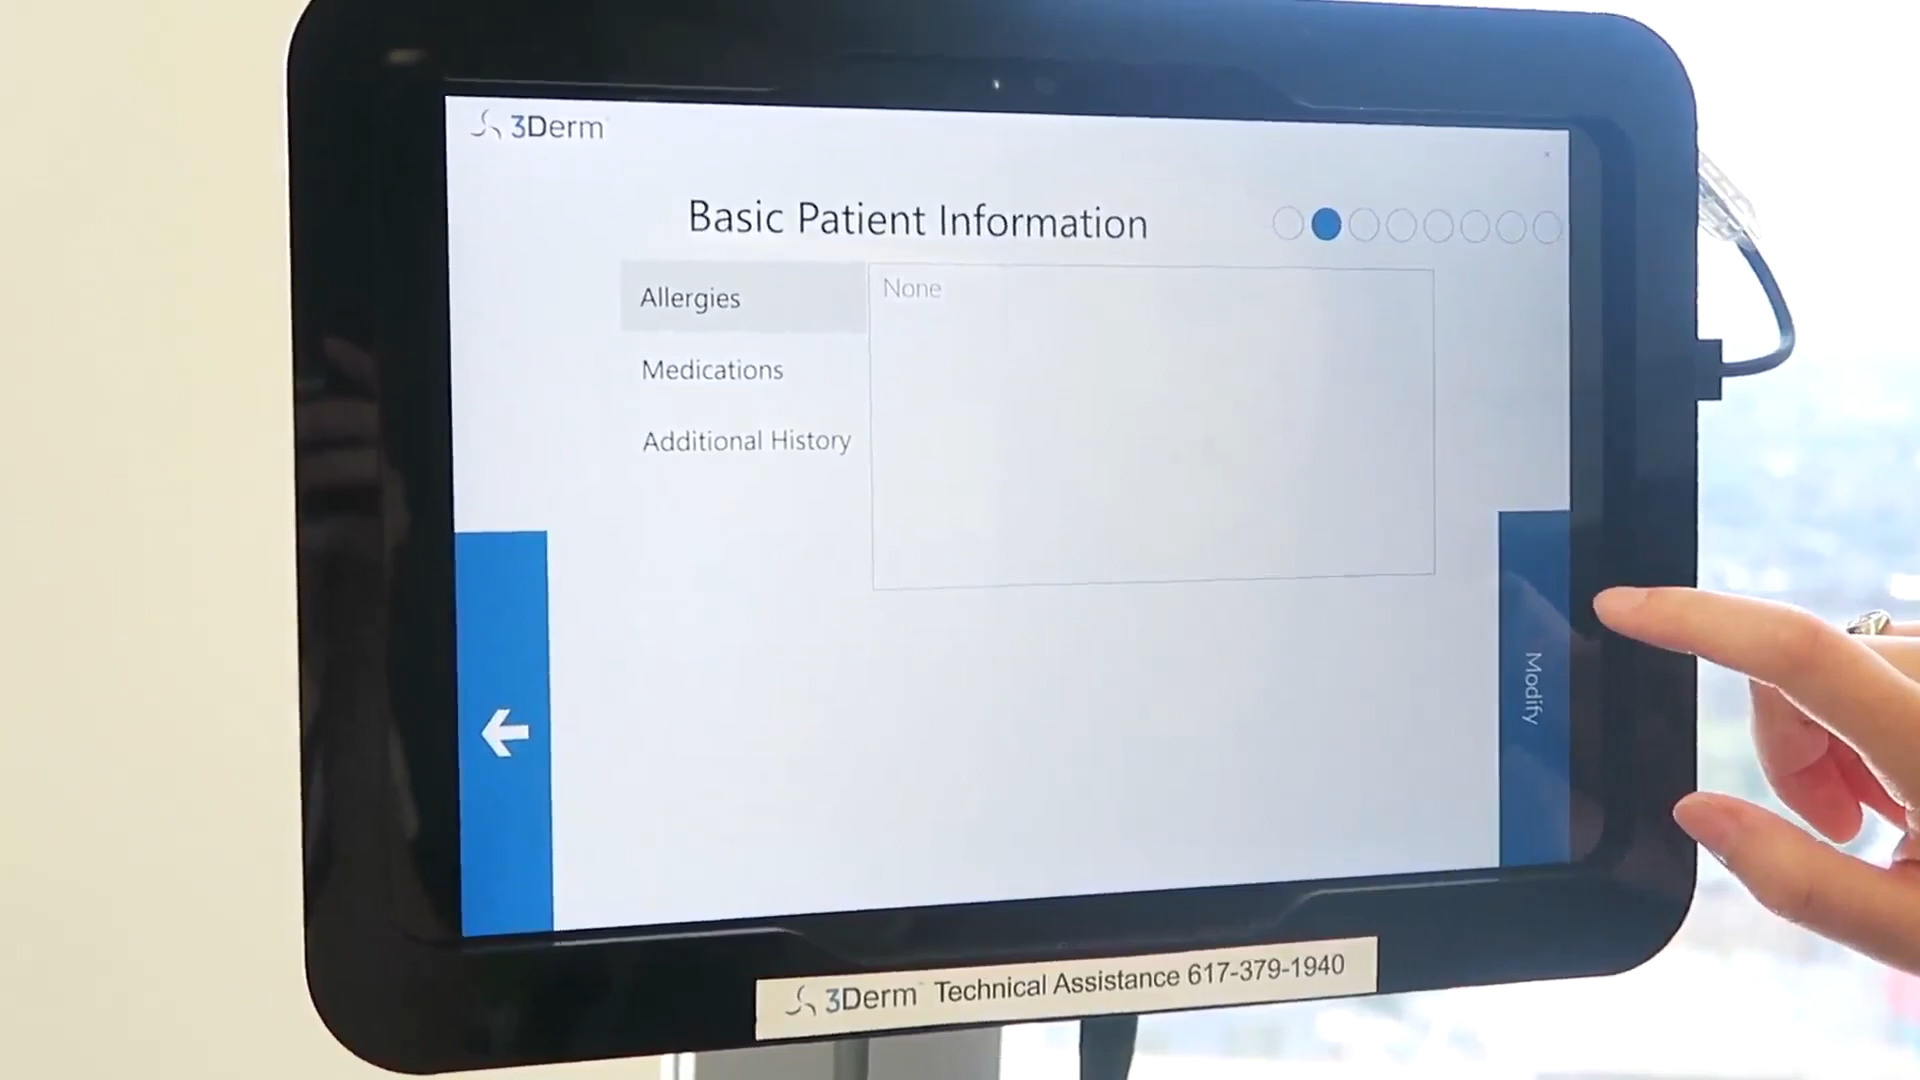 3Derm
Basic Patient Information
Allergies
None
Medications
Additional History
Modify
3Derm Technical Assistance 617-379-1940